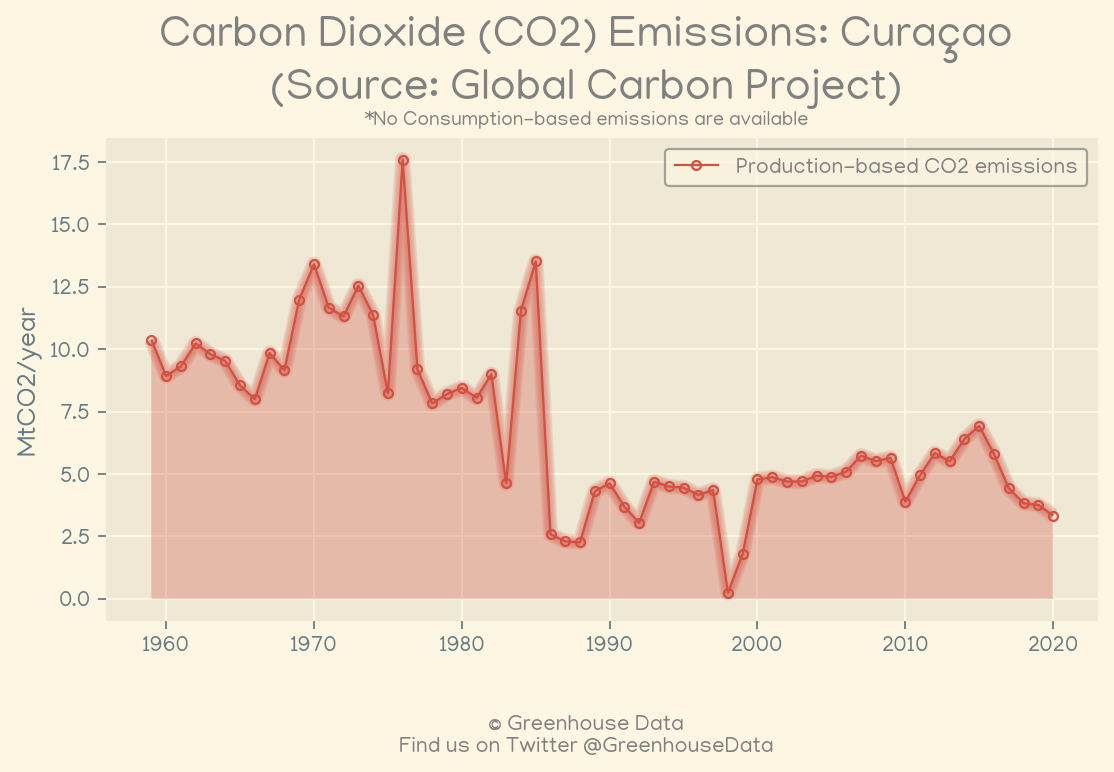 Carbon Dioxide (CO2) Emissions: Curaçao
(Source: Global Carbon Project)
*No Consumption-based emissions are available
Production-based CO2 emissions
MtCO2/year
17.5
15.0
12.5
10.0
7.5
5.0
2.5
0.0
1960 1970 1980 1990 2000 2010 2020
© Greenhouse Data
Find us on Twitter @GreenhouseData